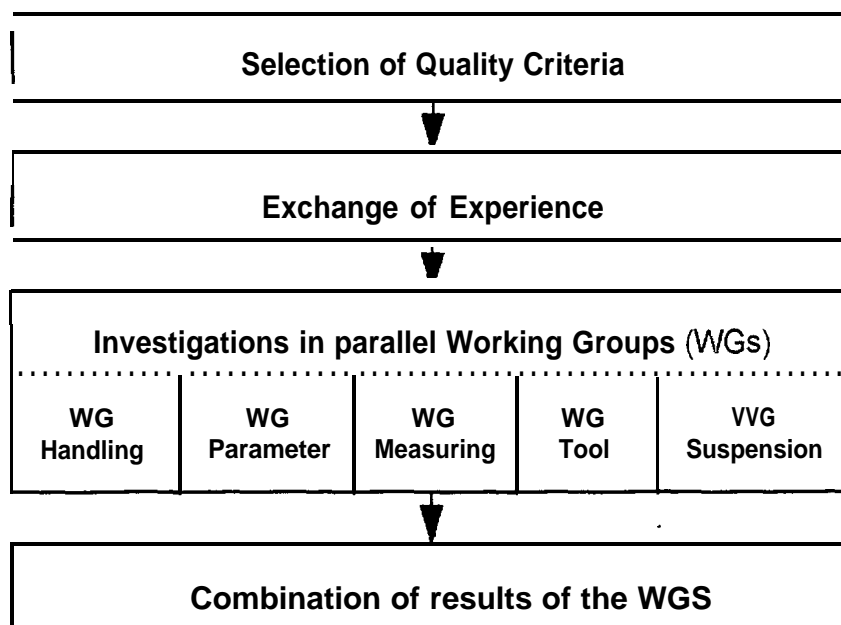 Selection of Quality Criteria
Exchange of Experience
Investigations in parallel Working Groups (WGs)
WG Handling
WG Parameter
WG Measuring
WG Tool
VVG Suspension
Combination of results of the WGS